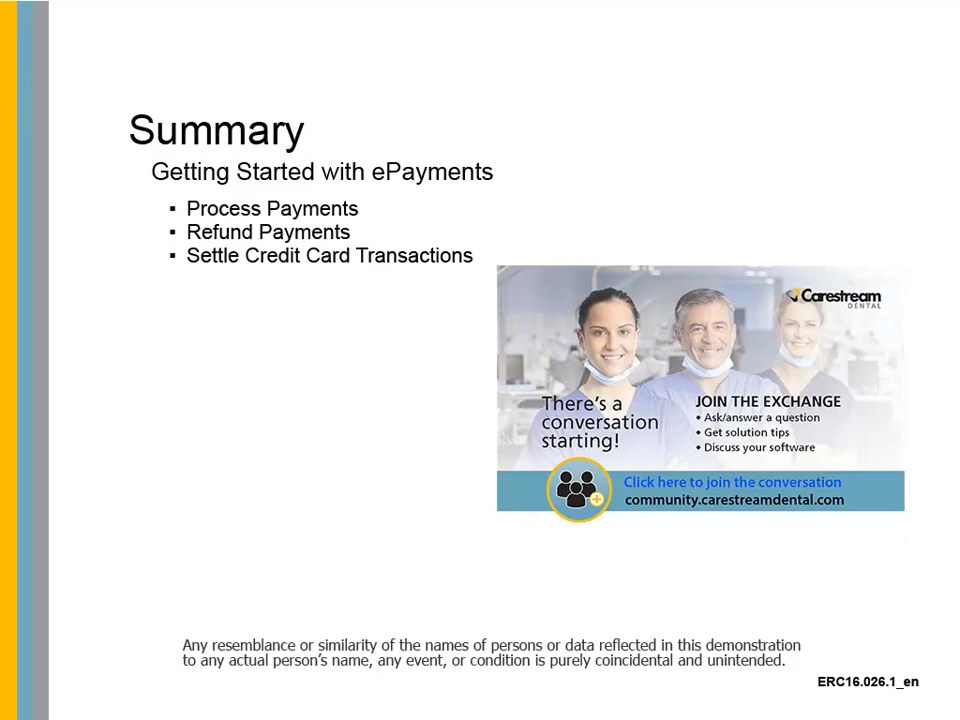 Summary
Getting Started with ePayments
▪ Process Payments
▪ Refund Payments
▪ Settle Credit Card Transactions
Carestream
DENTAL
There's a
conversation
starting!
JOIN THE EXCHANGE
• Ask/answer a question
• Get solution tips
• Discuss your software
Click here to join the conversation
community.carestreamdental.com
Any resemblance or similarity of the names of persons or data reflected in this demonstration
to any actual person's name, any event, or condition is purely coincidental and unintended.
ERC16.026.1_en